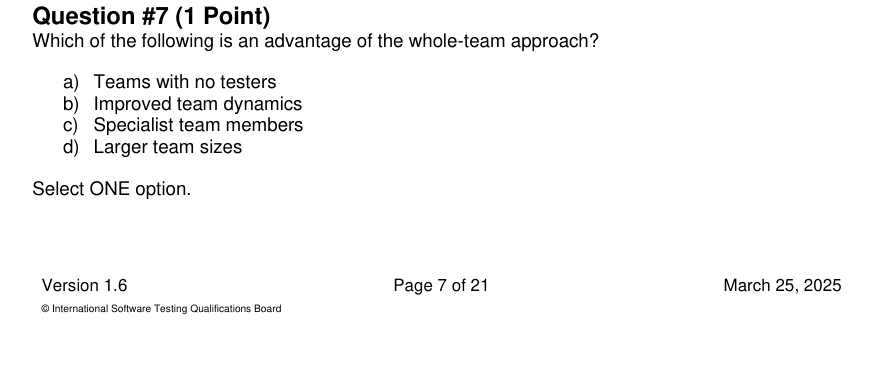 Question #7 (1 Point)
Which of the following is an advantage of the whole-team approach?
a) Teams with no testers
b) Improved team dynamics
c) Specialist team members
d) Larger team sizes
Select ONE option.
Version 1.6 Page 7 of 21 March 25, 2025
© International Software Testing Qualifications Board